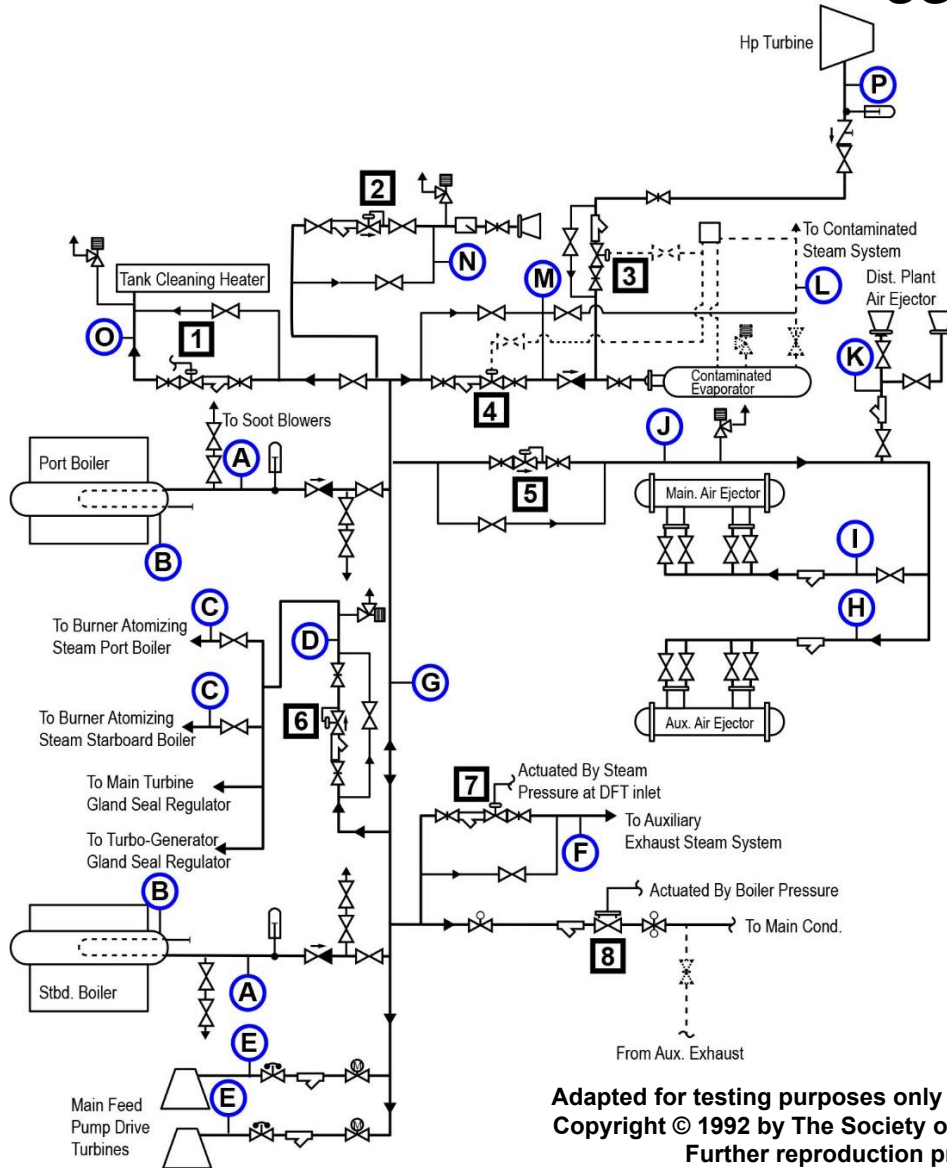 Hp Turbine
P
2
N
M
3
To Contaminated
Steam System
L
Dist. Plant
Air Ejector
K
Tank Cleaning Heater
O
1
4
Contaminated
Evaporator
To Soot Blowers
A
Port Boiler
B
J
5
Main. Air Ejector
I
H
Aux. Air Ejector
C
To Burner Atomizing
Steam Port Boiler
D
G
C
To Burner Atomizing
Steam Starboard Boiler
6
To Main Turbine
Gland Seal Regulator
To Turbo-Generator
Gland Seal Regulator
7
Actuated By Steam
Pressure at DFT inlet
To Auxiliary
Exhaust Steam System
F
Actuated By Boiler Pressure
To Main Cond.
8
B
Stbd. Boiler
A
From Aux. Exhaust
E
E
M
M
Main Feed
Pump Drive
Turbines
Adapted for testing purposes only
Copyright © 1992 by The Society o
Further reproduction p